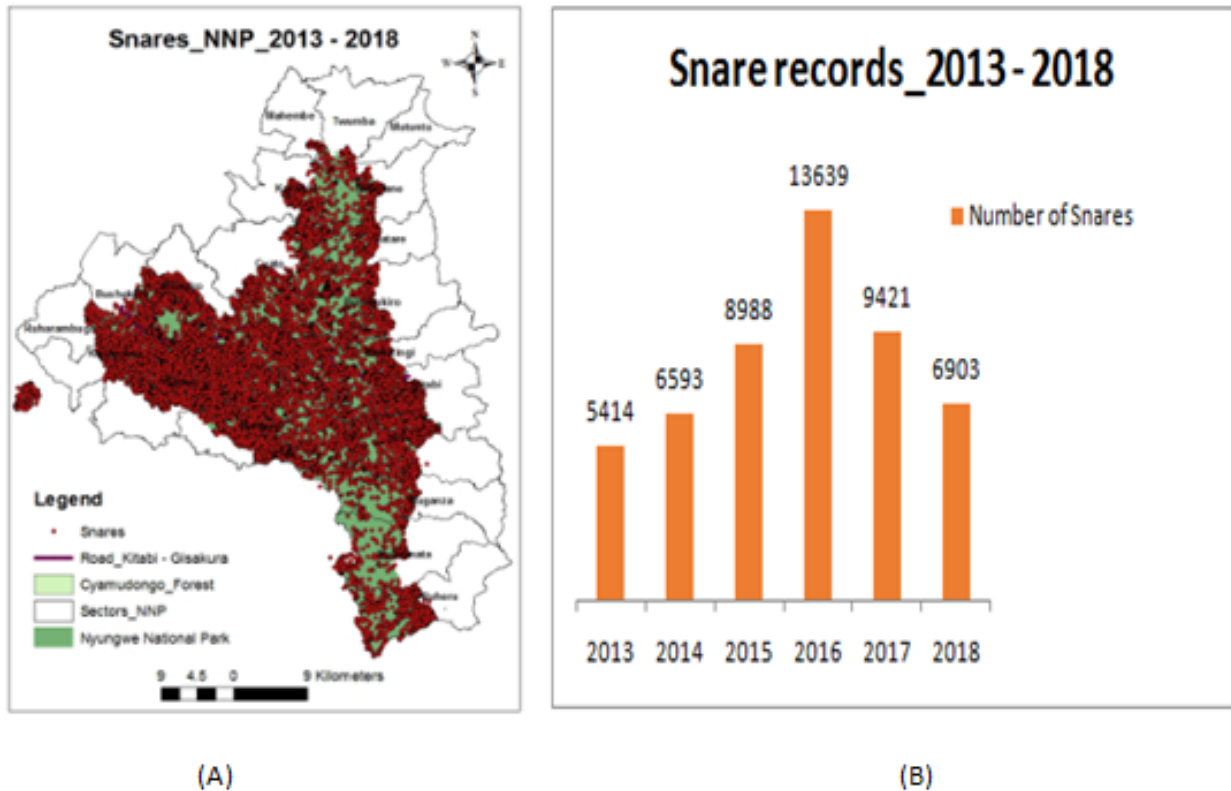 Snares_NNP_2013 - 2018
N
W
E
S
Mahembe
Twumba
Mutuntu
Legend
Snares
Road_Kitabi - Gisakura
Cyamudongo_Forest
Sectors_NNP
Nyungwe National Park
9 4.5 0 9 Kilometers
(A)
Snare records_2013 - 2018
13639
Number of Snares
9421
8988
6903
6593
5414
2013 2014 2015 2016 2017 2018
(B)